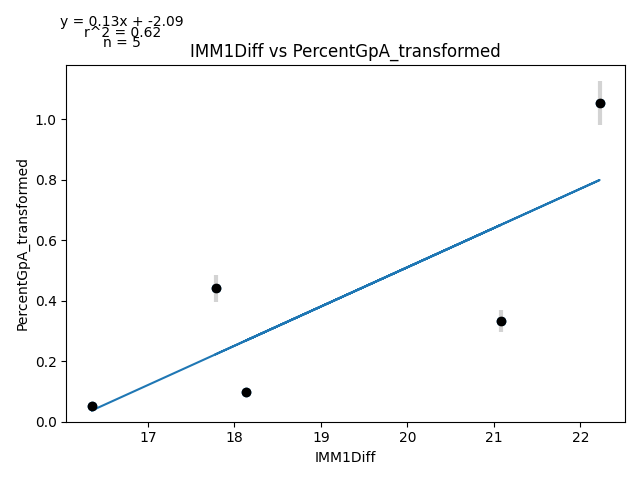 y = 0.13x + -2.09
r^2 = 0.62
n = 5
IMM1Diff vs PercentGpA_transformed
PercentGpA_transformed
1.0
0.8
0.6
0.4
0.2
0.0
17 18 19 20 21 22
IMM1Diff